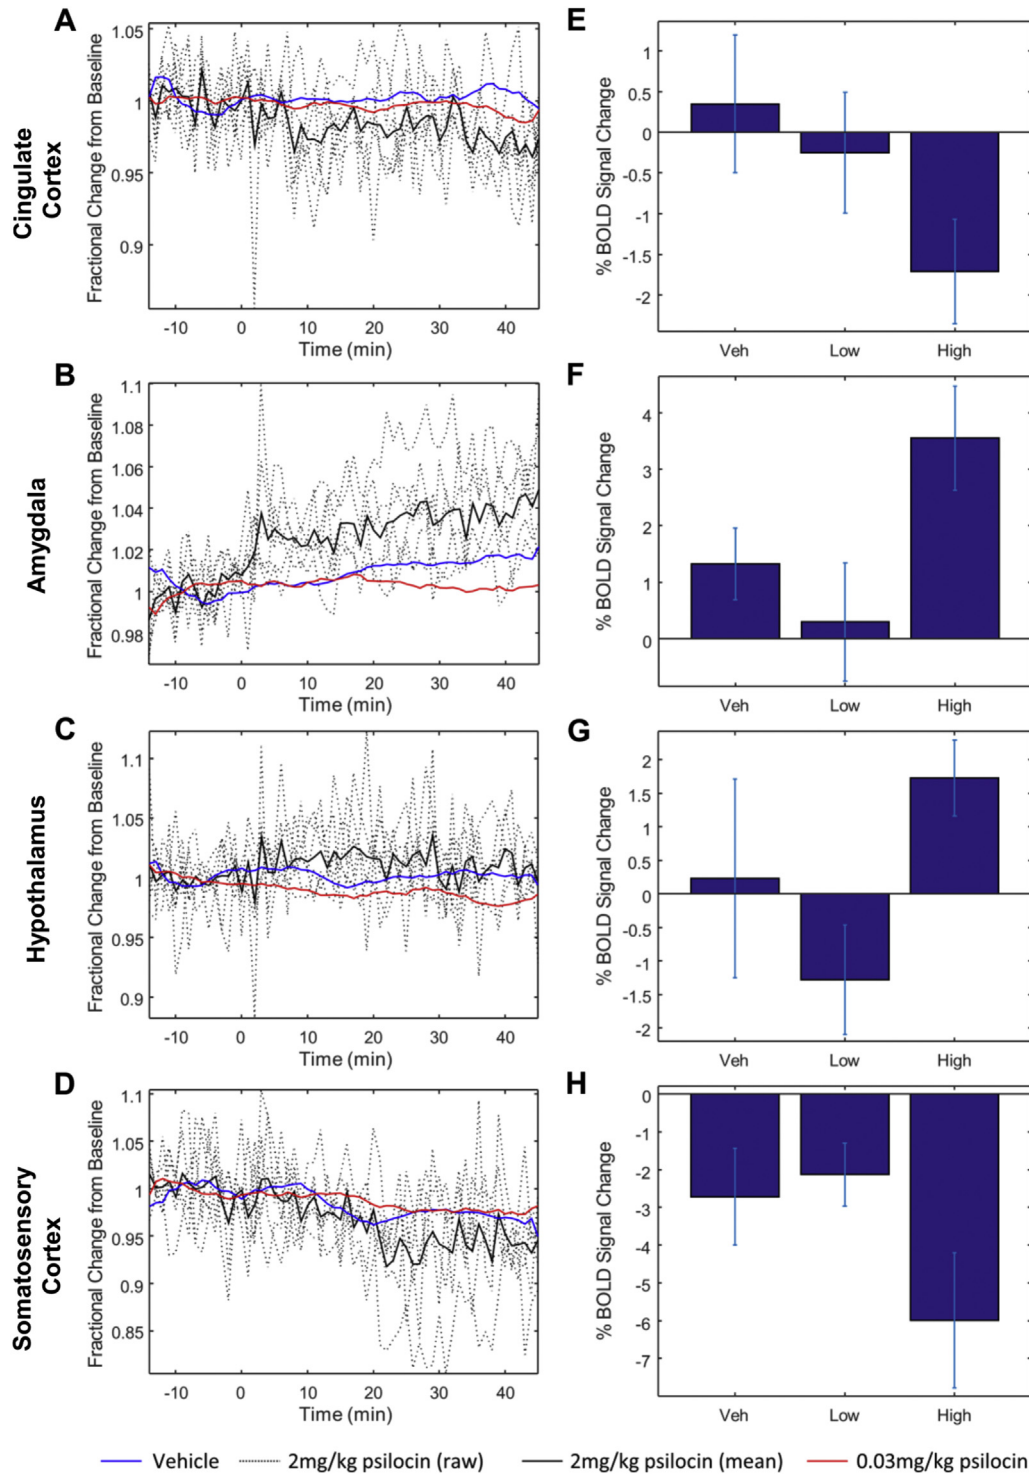 A
Cingulate
Cortex
Fractional Change from Baseline
1.05
1
0.95
0.9
-10 0 10 20 30 40
Time (min)
E
% BOLD Signal Change
1
0.5
0
-0.5
-1
-1.5
-2
Veh Low High
B
Amygdala
Fractional Change from Baseline
1.1
1.08
1.06
1.04
1.02
1
0.98
-10 0 10 20 30 40
Time (min)
F
% BOLD Signal Change
4
3
2
1
0
Veh Low High
C
Hypothalamus
Fractional Change from Baseline
1.1
1.05
1
0.95
0.9
-10 0 10 20 30 40
Time (min)
G
% BOLD Signal Change
2
1.5
1
0.5
0
-0.5
-1
-1.5
-2
Veh Low High
D
Somatosensory
Cortex
Fractional Change from Baseline
1.1
1.05
1
0.95
0.9
0.85
-10 0 10 20 30 40
Time (min)
H
% BOLD Signal Change
0
-1
-2
-3
-4
-5
-6
-7
Veh Low High
Vehicle 2mg/kg psilocin (raw) 2mg/kg psilocin (mean) 0.03mg/kg psilocin